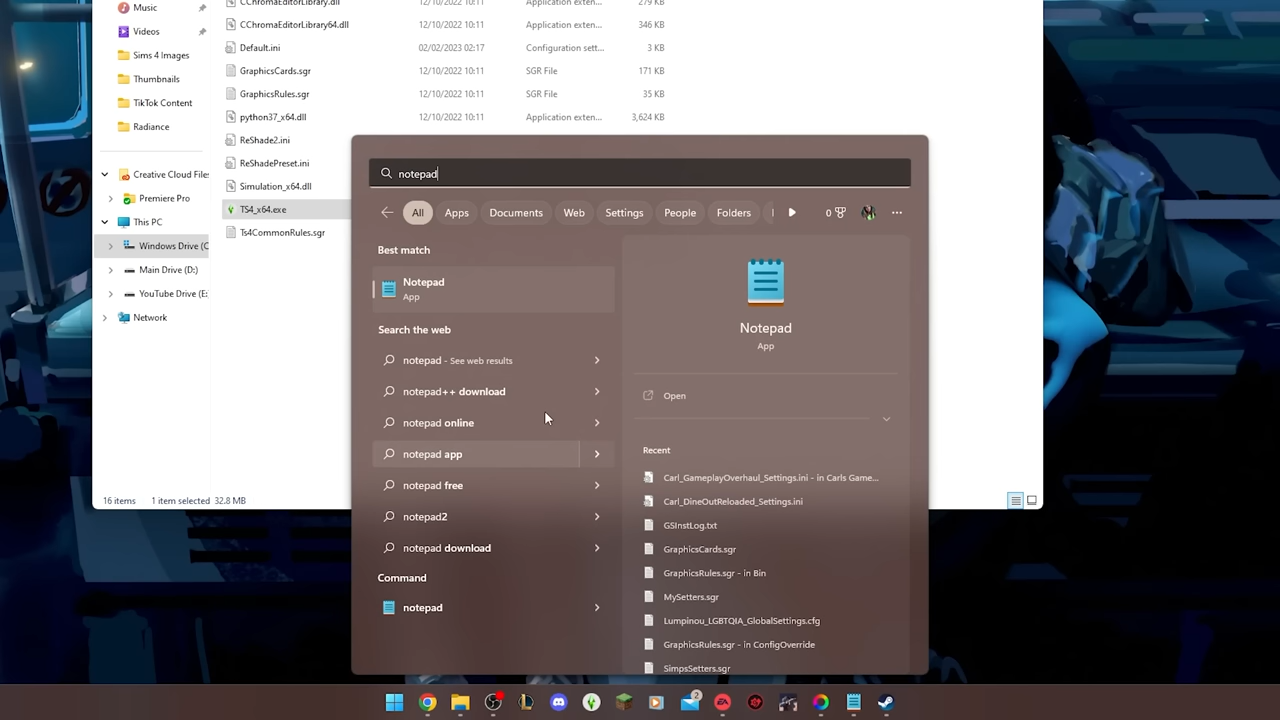 Music
Videos
Sims 4 Images
Thumbnails
TikTok Content
Radiance
Creative Cloud Files
Premiere Pro
This PC
Windows Drive (C
Main Drive (D:)
YouTube Drive (E:
Network
CChromaEditorLibrary.dll 12/10/2022 10:11 Application exten... 279 KB
CChromaEditorLibrary64.dll 12/10/2022 10:11 Application exten... 346 KB
Default.ini 02/02/2023 02:17 Configuration sett... 3 KB
GraphicsCards.sgr 12/10/2022 10:11 SGR File 171 KB
GraphicsRules.sgr 12/10/2022 10:11 SGR File 35 KB
python37_x64.dll 12/10/2022 10:11 Application exten... 3,624 KB
ReShade2.ini
ReShadePreset.ini
Simulation_x64.dll
TS4_x64.exe
Ts4CommonRules.sgr
16 items 1 item selected 32.8 MB
notepad
All Apps Documents Web Settings People Folders 0 ...
Best match
Notepad
App
Search the web
notepad - See web results
notepad++ download
notepad online
notepad app
notepad free
notepad2
notepad download
Command
notepad
Notepad
App
Open
Recent
Carl_GameplayOverhaul_Settings.ini - in Carls Game...
Carl_DineOutReloaded_Settings.ini
GSInstLog.txt
GraphicsCards.sgr
GraphicsRules.sgr - in Bin
MySetters.sgr
Lumpinou_LGBTQIA_GlobalSettings.cfg
GraphicsRules.sgr - in ConfigOverride
SimpsSetters.sgr
2
EA